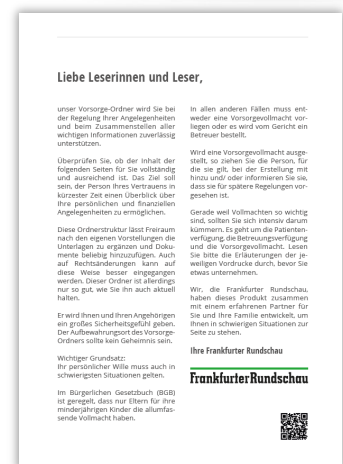 Liebe Leserinnen und Leser,
unser Vorsorge-Ordner wird Sie bei
der Regelung Ihrer Angelegenheiten
und beim Zusammenstellen aller
wichtigen Informationen zuverlässig
unterstützen.
Überprüfen Sie, ob der Inhalt der
folgenden Seiten für Sie vollständig
und ausreichend ist. Das Ziel soll
sein, der Person Ihres Vertrauens in
kürzester Zeit einen Überblick über
Ihre persönlichen und finanziellen
Angelegenheiten zu ermöglichen.
Diese Ordnerstruktur lässt Freiraum
nach den eigenen Vorstellungen die
Unterlagen zu ergänzen und Doku-
mente beliebig hinzuzufügen. Auch
auf Rechtsänderungen kann auf
diese Weise besser eingegangen
werden. Dieser Ordner ist allerdings
nur so gut, wie Sie ihn auch aktuell
halten.
Er wird Ihnen und Ihren Angehörigen
ein großes Sicherheitsgefühl geben.
Der Aufbewahrungsort des Vorsorge-
Ordners sollte kein Geheimnis sein.
Wichtiger Grundsatz:
Ihr persönlicher Wille muss auch in
schwierigsten Situationen gelten.
Im Bürgerlichen Gesetzbuch (BGB)
ist geregelt, dass nur Eltern für ihre
minderjährigen Kinder die allumfas-
sende Vollmacht haben.
In allen anderen Fällen muss ent-
weder eine Vorsorgevollmacht vor-
liegen oder es wird vom Gericht ein
Betreuer bestellt.
Wird eine Vorsorgevollmacht ausge-
stellt, so ziehen Sie die Person, für
die sie gilt, bei der Erstellung mit
hinzu und/ oder informieren Sie sie,
dass sie für spätere Regelungen vor-
gesehen ist.
Gerade weil Vollmachten so wichtig
sind, sollten Sie sich intensiv darum
kümmern. Es geht um die Patienten-
verfügung, die Betreuungsverfügung
und die Vorsorgevollmacht. Lesen
Sie bitte die Erläuterungen der je-
weiligen Vordrucke durch, bevor Sie
etwas unternehmen.
Wir, die Frankfurter Rundschau,
haben dieses Produkt zusammen
mit einem erfahrenen Partner für
Sie und Ihre Familie entwickelt, um
Ihnen in schwierigen Situationen zur
Seite zu stehen.
Ihre Frankfurter Rundschau
FrankfurterRundschau